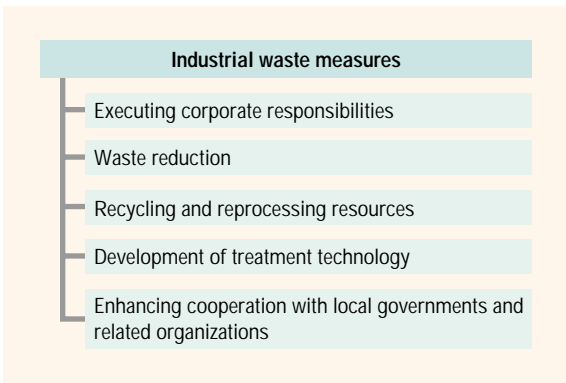 Industrial waste measures
Executing corporate responsibilities
Waste reduction
Recycling and reprocessing resources
Development of treatment technology
Enhancing cooperation with local governments and
related organizations